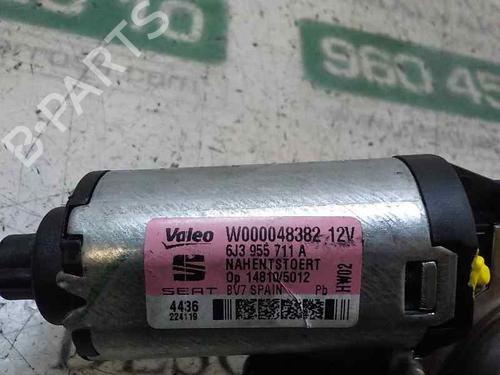 B-PARTS
960 45
Valeo W000048382 12V
6J3 955 711 A
NAHENTSTOERT
Op 14810/5012
SEAT BV7 SPAIN Pb
HW02
4436
224119